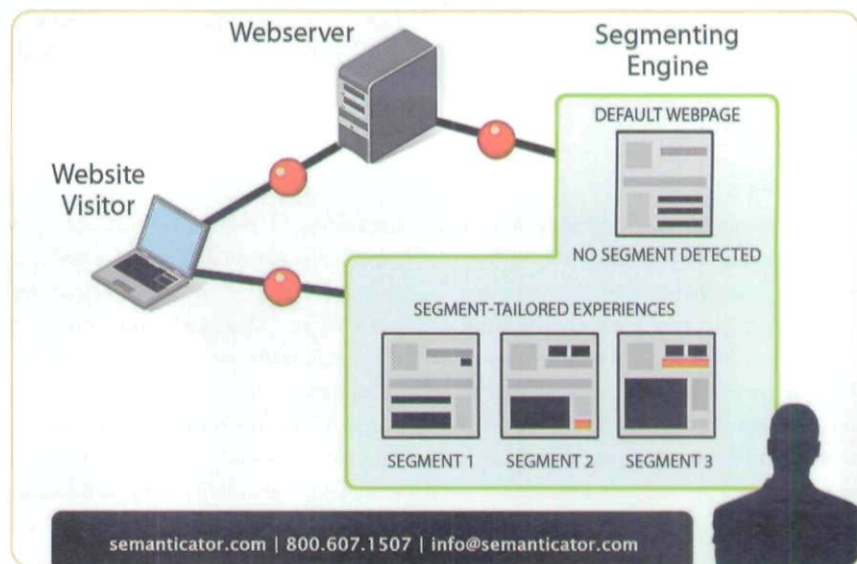 Webserver
Segmenting
Engine
DEFAULT WEBPAGE
Website
Visitor
NO SEGMENT DETECTED
SEGMENT-TAILORED EXPERIENCES
SEGMENT 1
SEGMENT 2
SEGMENT 3
semanticator.com | 800.607.1507 | info@semanticator.com